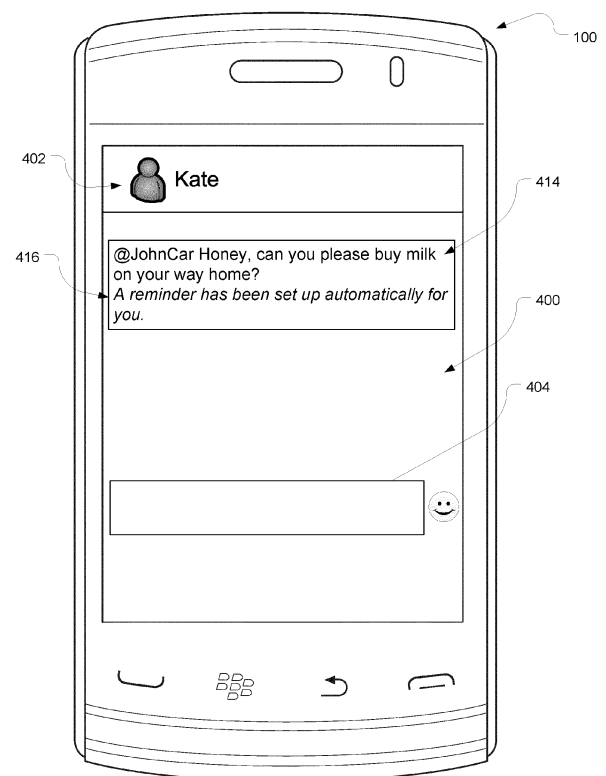 100
402
Kate
414
@JohnCar Honey, can you please buy milk
416
on your way home?
A reminder has been set up automatically for
you.
400
404